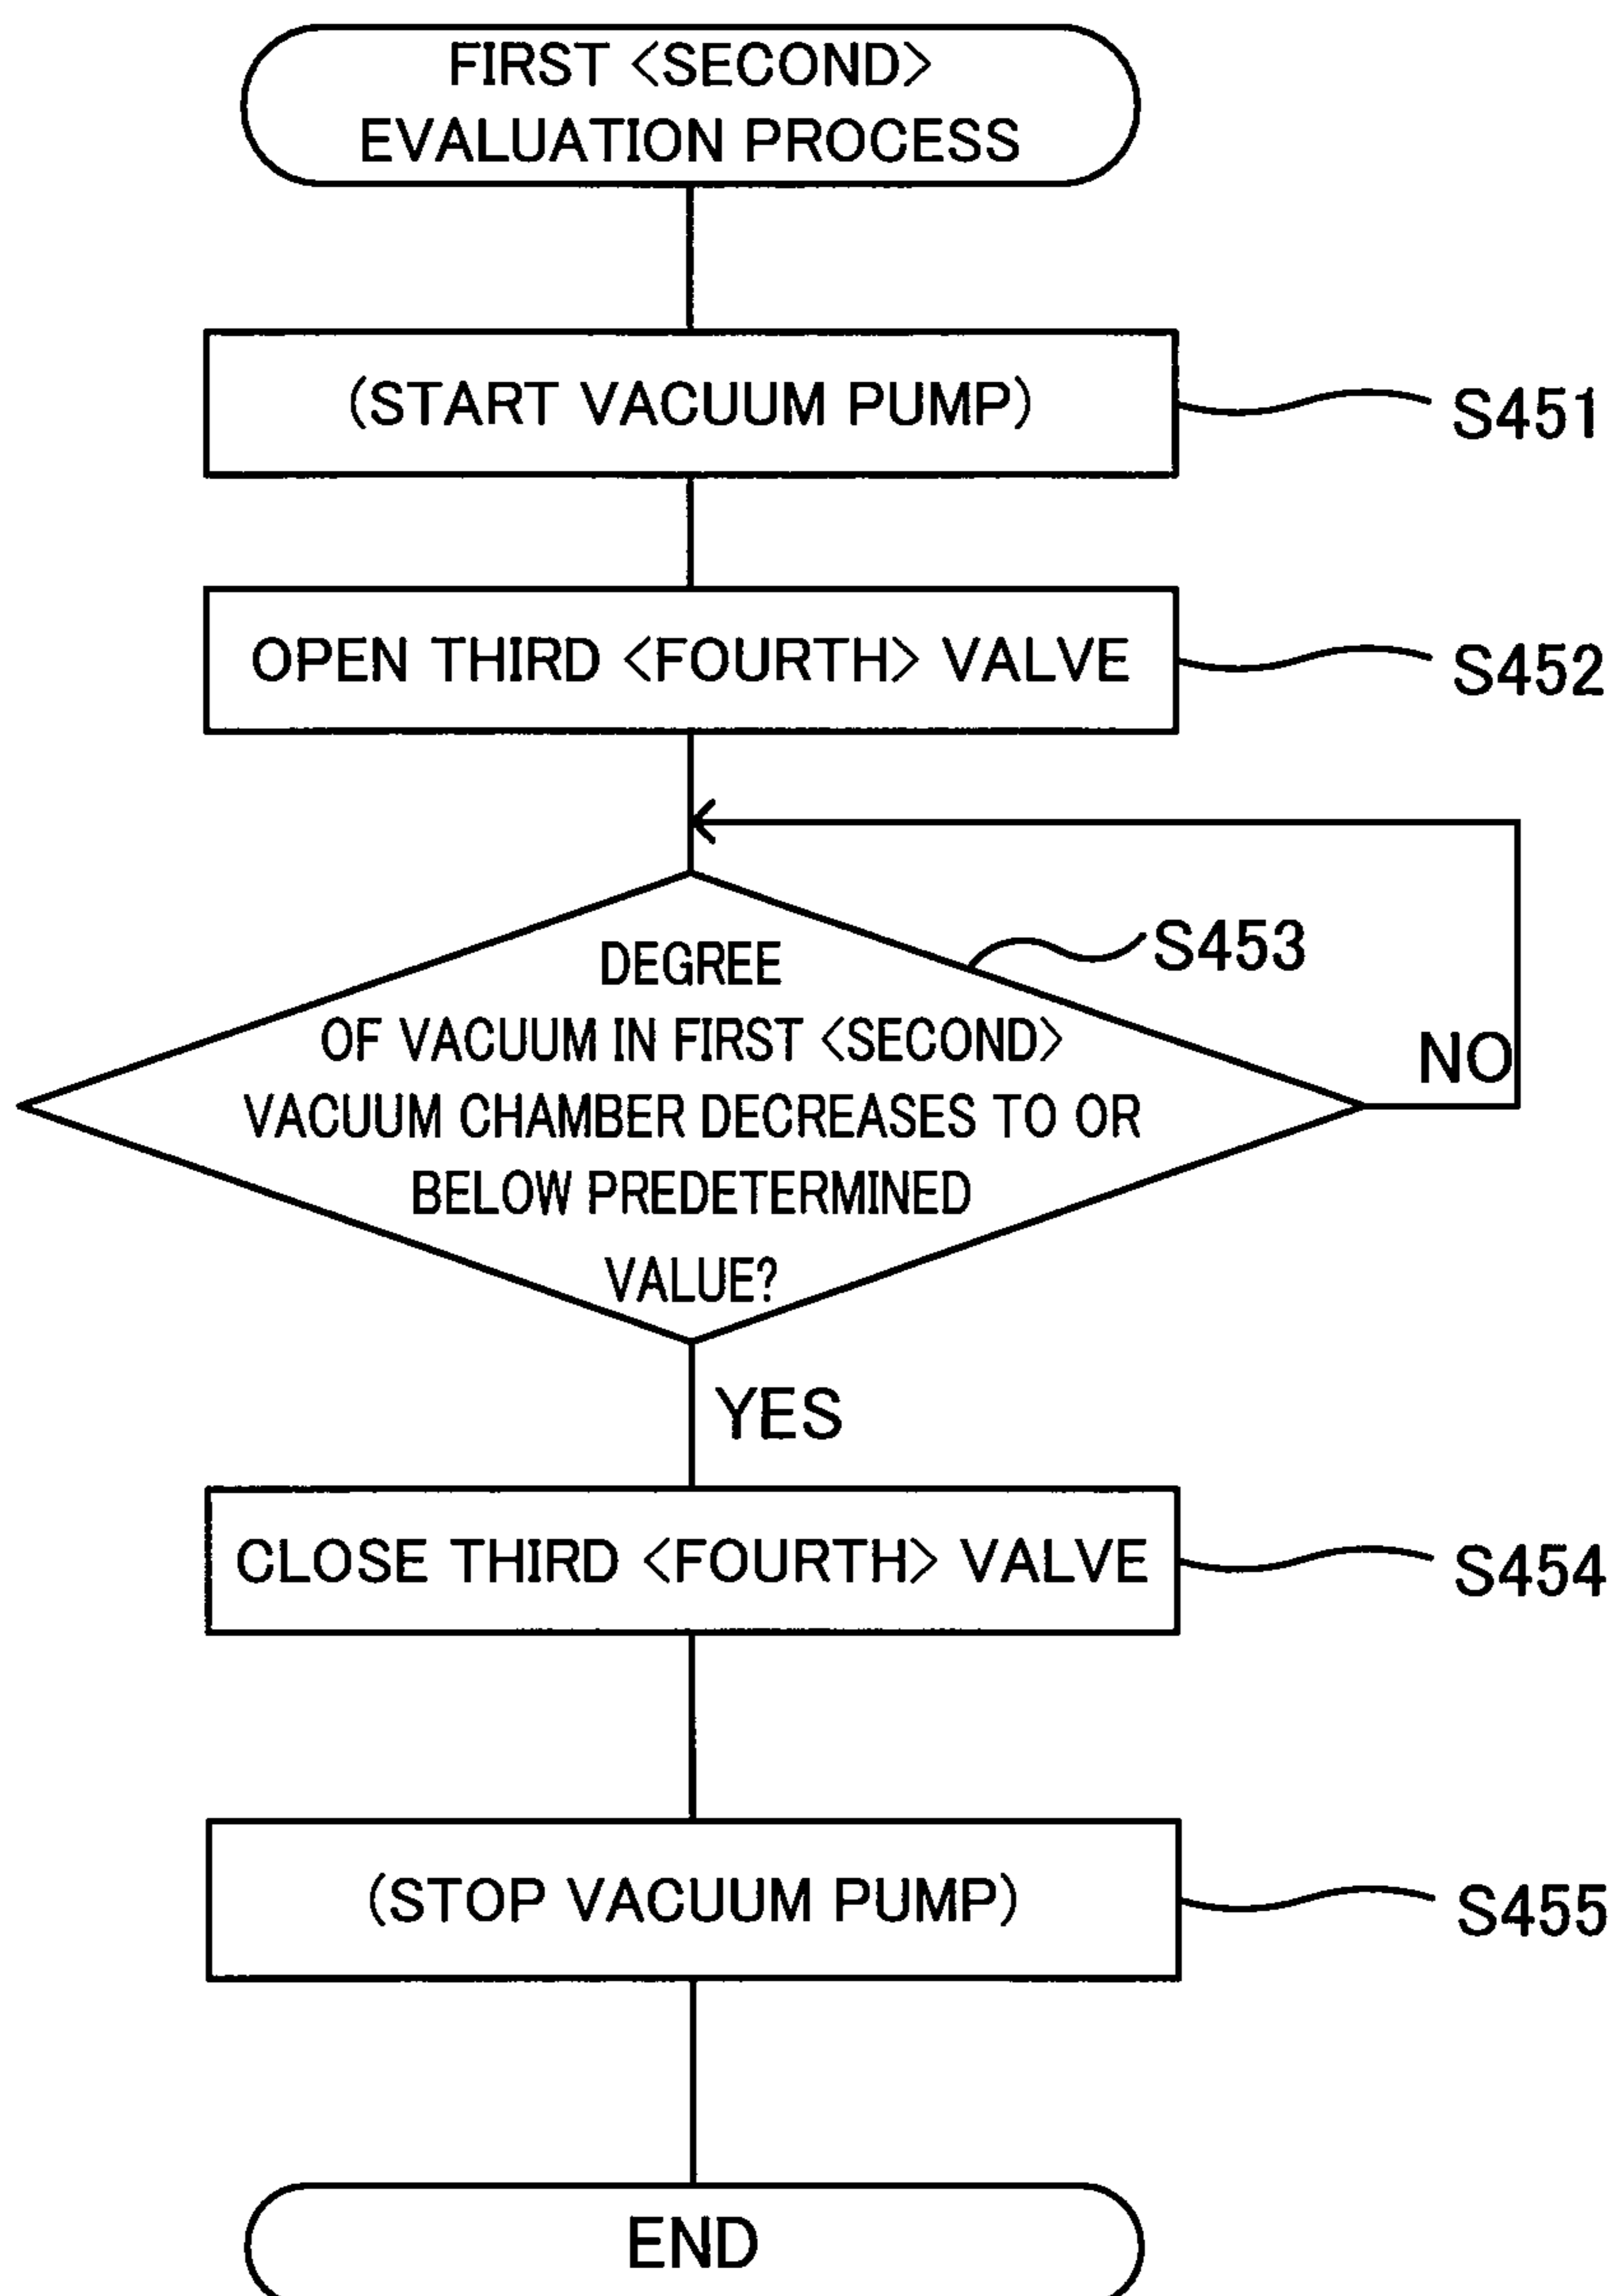 FIRST <SECOND>
EVALUATION PROCESS
(START VACUUM PUMP)
S451
OPEN THIRD <FOURTH> VALVE
S452
DEGREE
OF VACUUM IN FIRST <SECOND>
VACUUM CHAMBER DECREASES TO OR
BELOW PREDETERMINED
VALUE?
S453
NO
YES
CLOSE THIRD <FOURTH> VALVE
S454
(STOP VACUUM PUMP)
S455
END